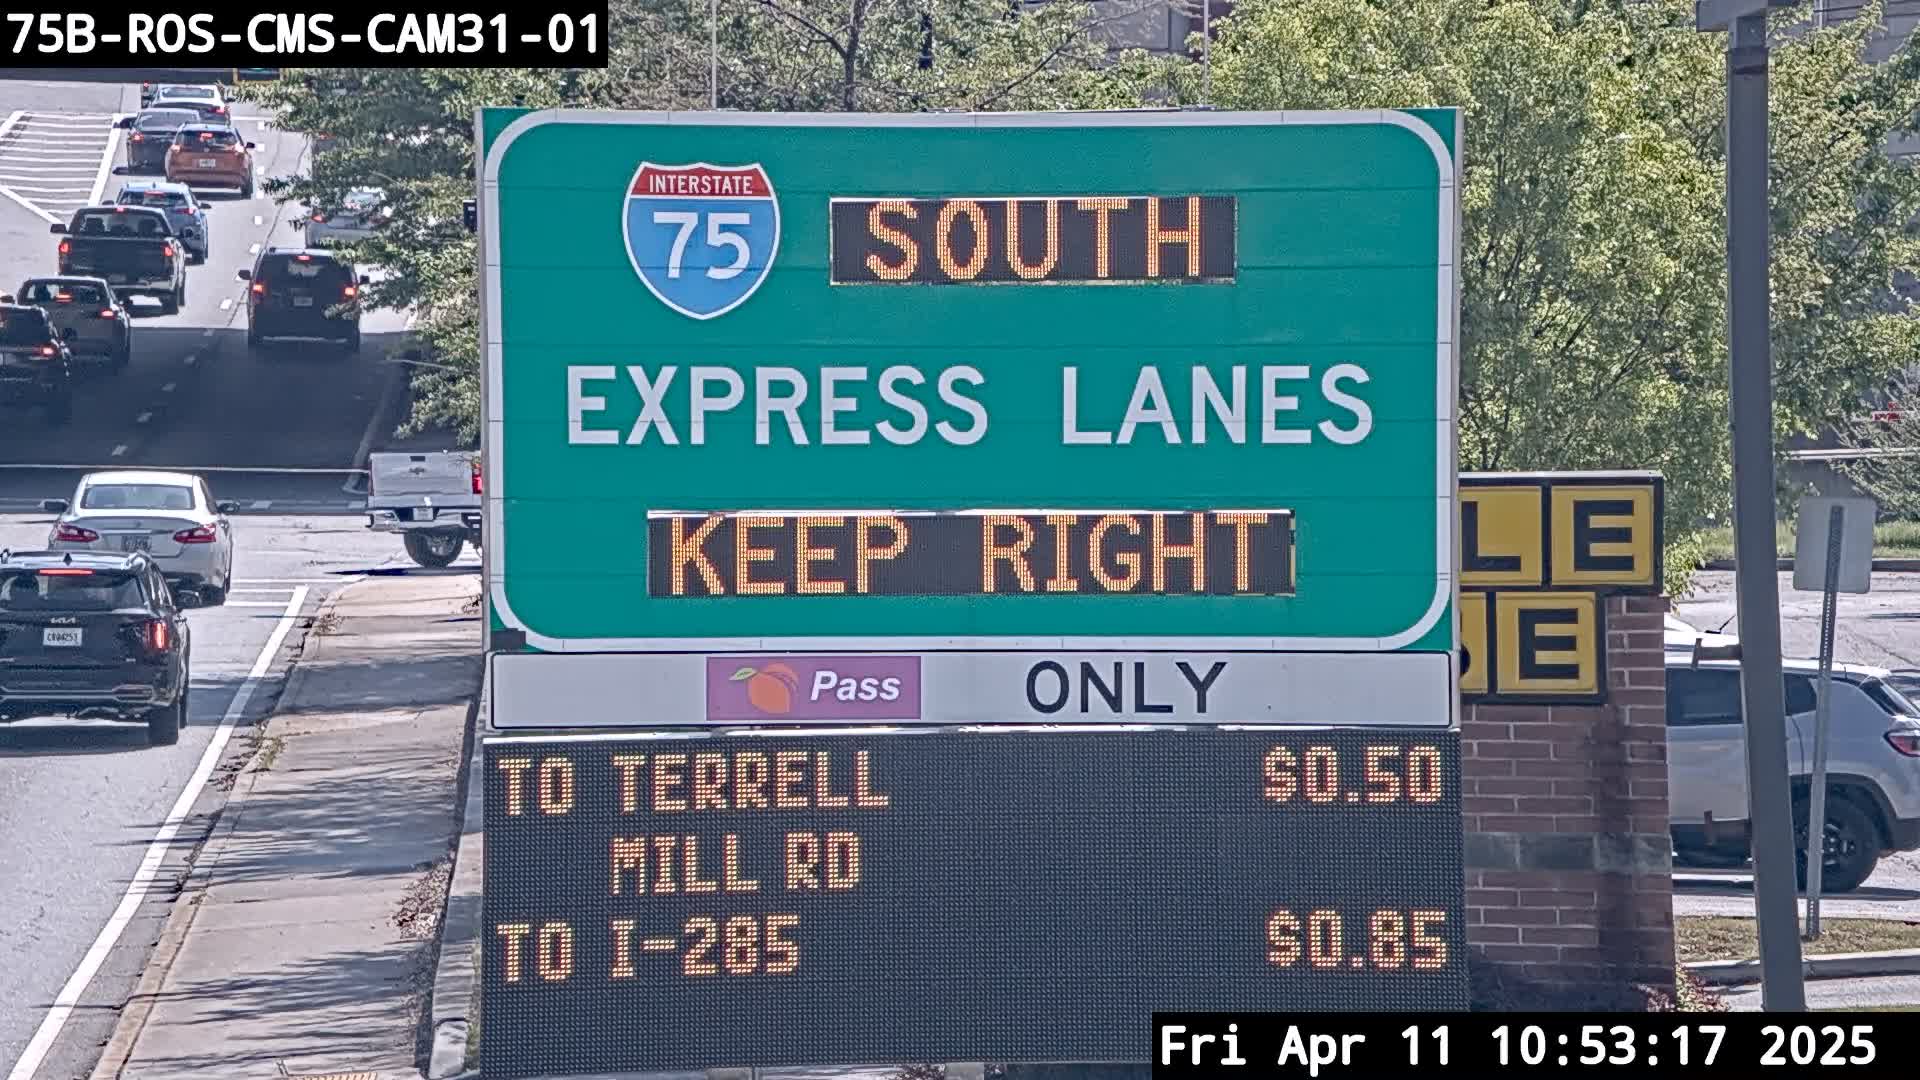 75B-ROS-CMS-CAM31-01
INTERSTATE
75
SOUTH
EXPRESS LANES
KEEP RIGHT
Pass ONLY
LE
E
TO TERRELL $0.50
MILL RD
TO I-285 $0.85
Fri Apr 11 10:53:17 2025